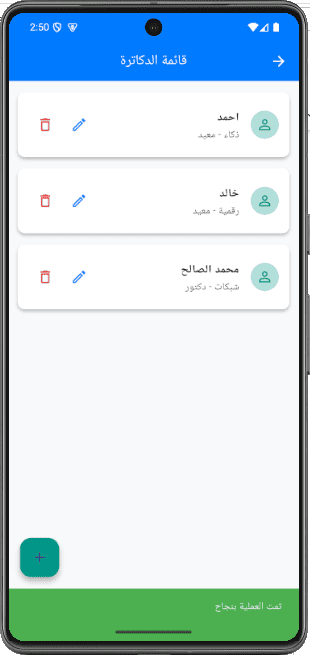 2:50
قائمة الدكاترة
احمد
ذكاء - معيد
خالد
رقمية - معيد
محمد الصالح
شبكات - دكتور
تمت العملية بنجاح